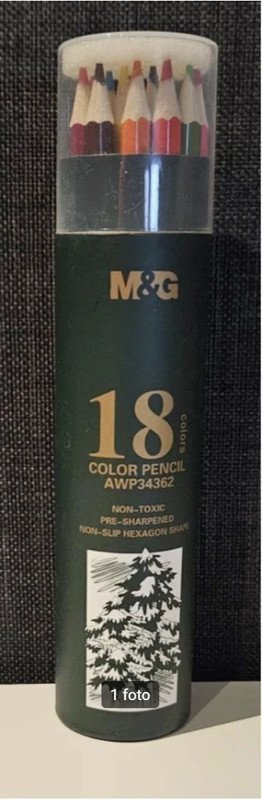 M&G
18 colors
COLOR PENCIL
AWP34362
NON-TOXIC
PRE-SHARPENED
NON-SLIP HEXAGON SHAPE
1 foto